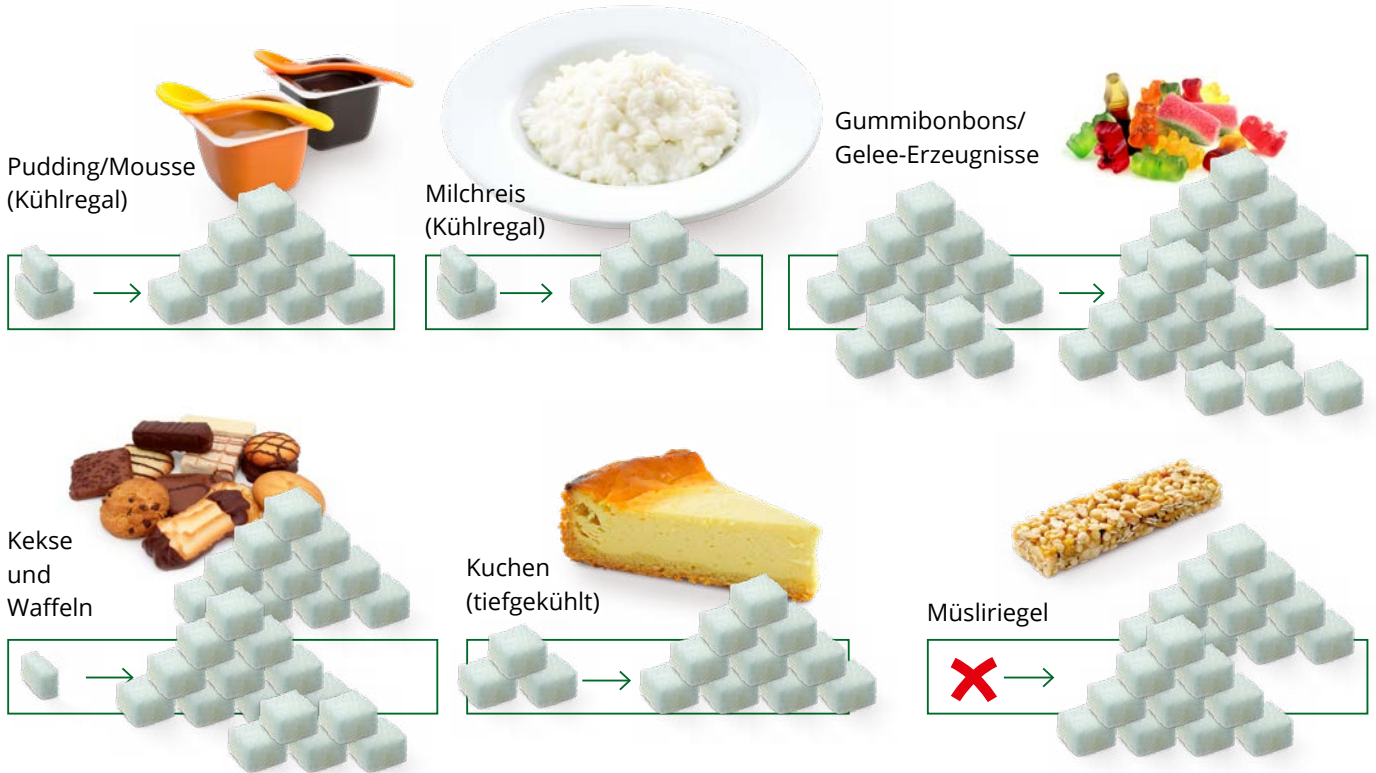 Pudding/Mousse
(Kühlregal)
Milchreis
(Kühlregal)
Gummibonbons/
Gelee-Erzeugnisse
Kekse
und
Waffeln
Kuchen
(tiefgekühlt)
Müsliriegel